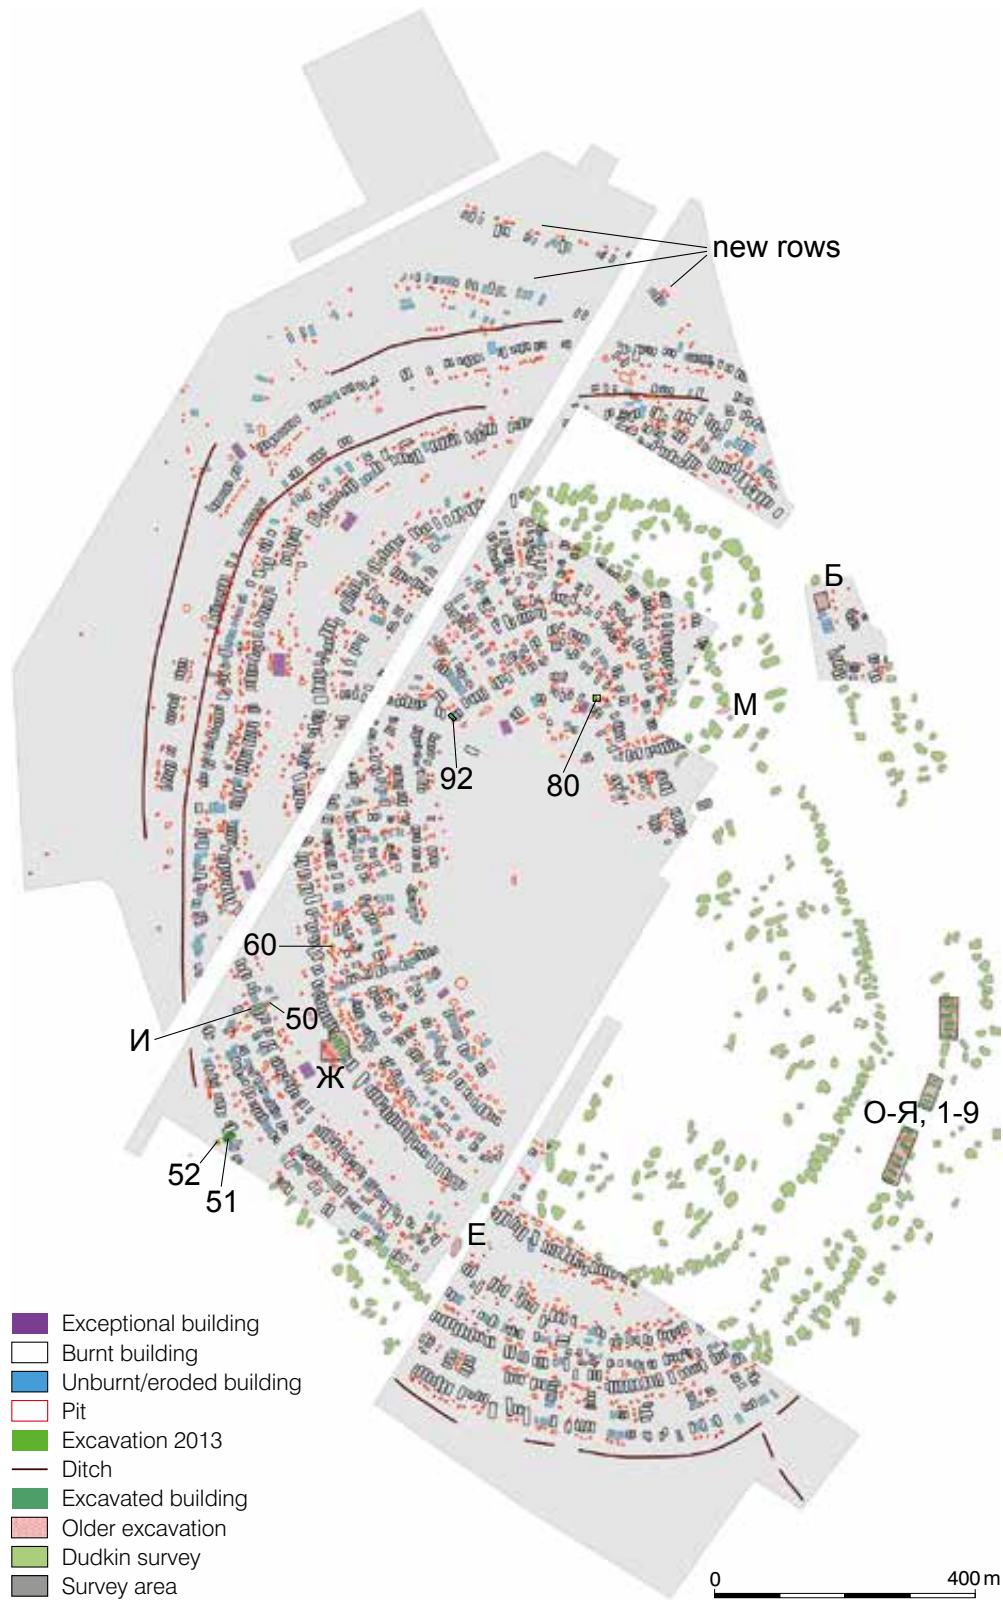 new rows
Б
М
92
80
60
50
И
Ж
О-Я, 1-9
52
51
Е
Exceptional building
Burnt building
Unburnt/eroded building
Pit
Excavation 2013
Ditch
Excavated building
Older excavation
Dudkin survey
Survey area
0 400 m